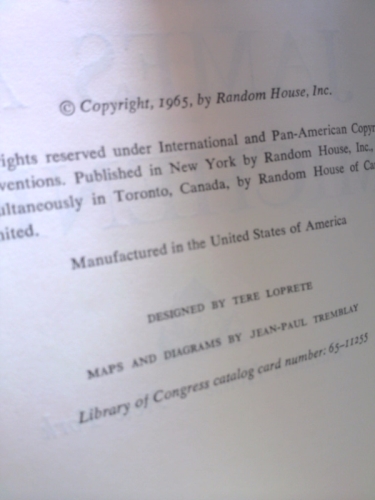 © Copyright, 1965, by Random House, Inc.
ights reserved under International and Pan-American Copyr
ventions. Published in New York by Random House, Inc.,
ultaneously in Toronto, Canada, by Random House of Ca
nited.
Manufactured in the United States of America
DESIGNED BY TERE LOPRETE
MAPS AND DIAGRAMS BY JEAN-PAUL TREMBLAY
Library of Congress catalog card number: 65-11255